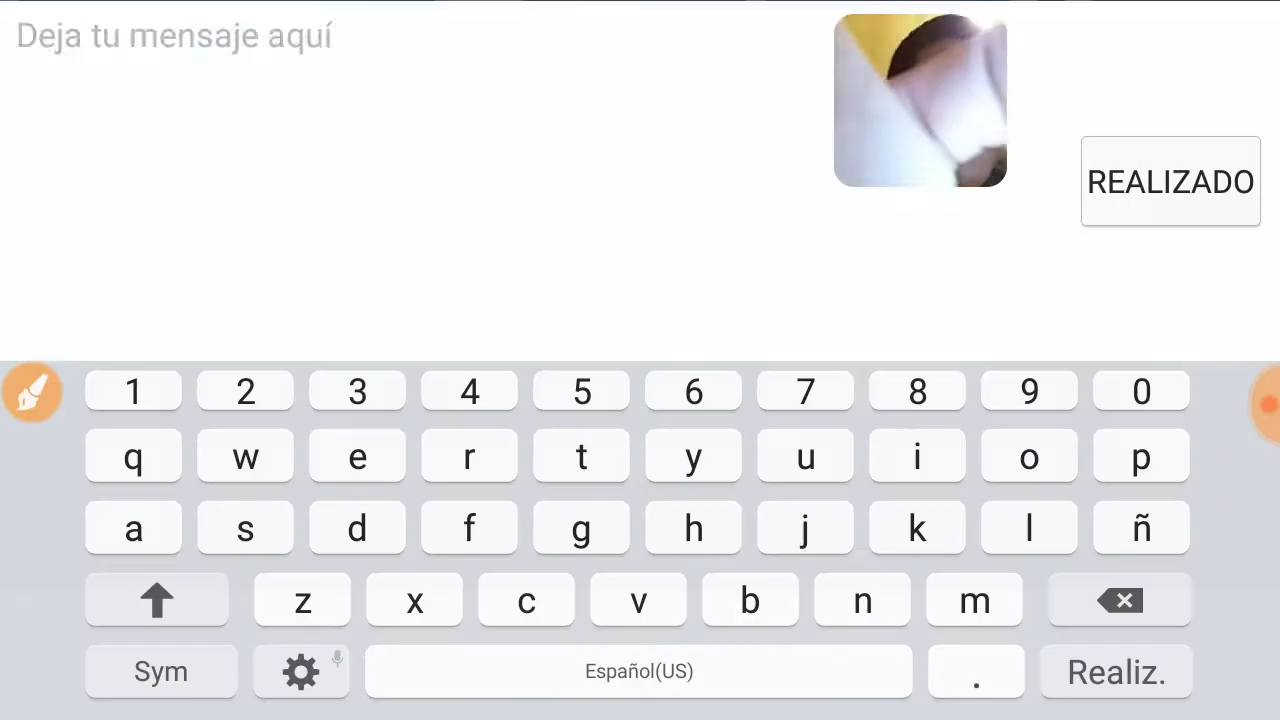 Deja tu mensaje aquí
REALIZADO
1 2 3 4 5 6 7 8 9 0
q w e r t y u i o p
a s d f g h j k l ñ
z x c v b n m
Sym Español(US) . Realiz.